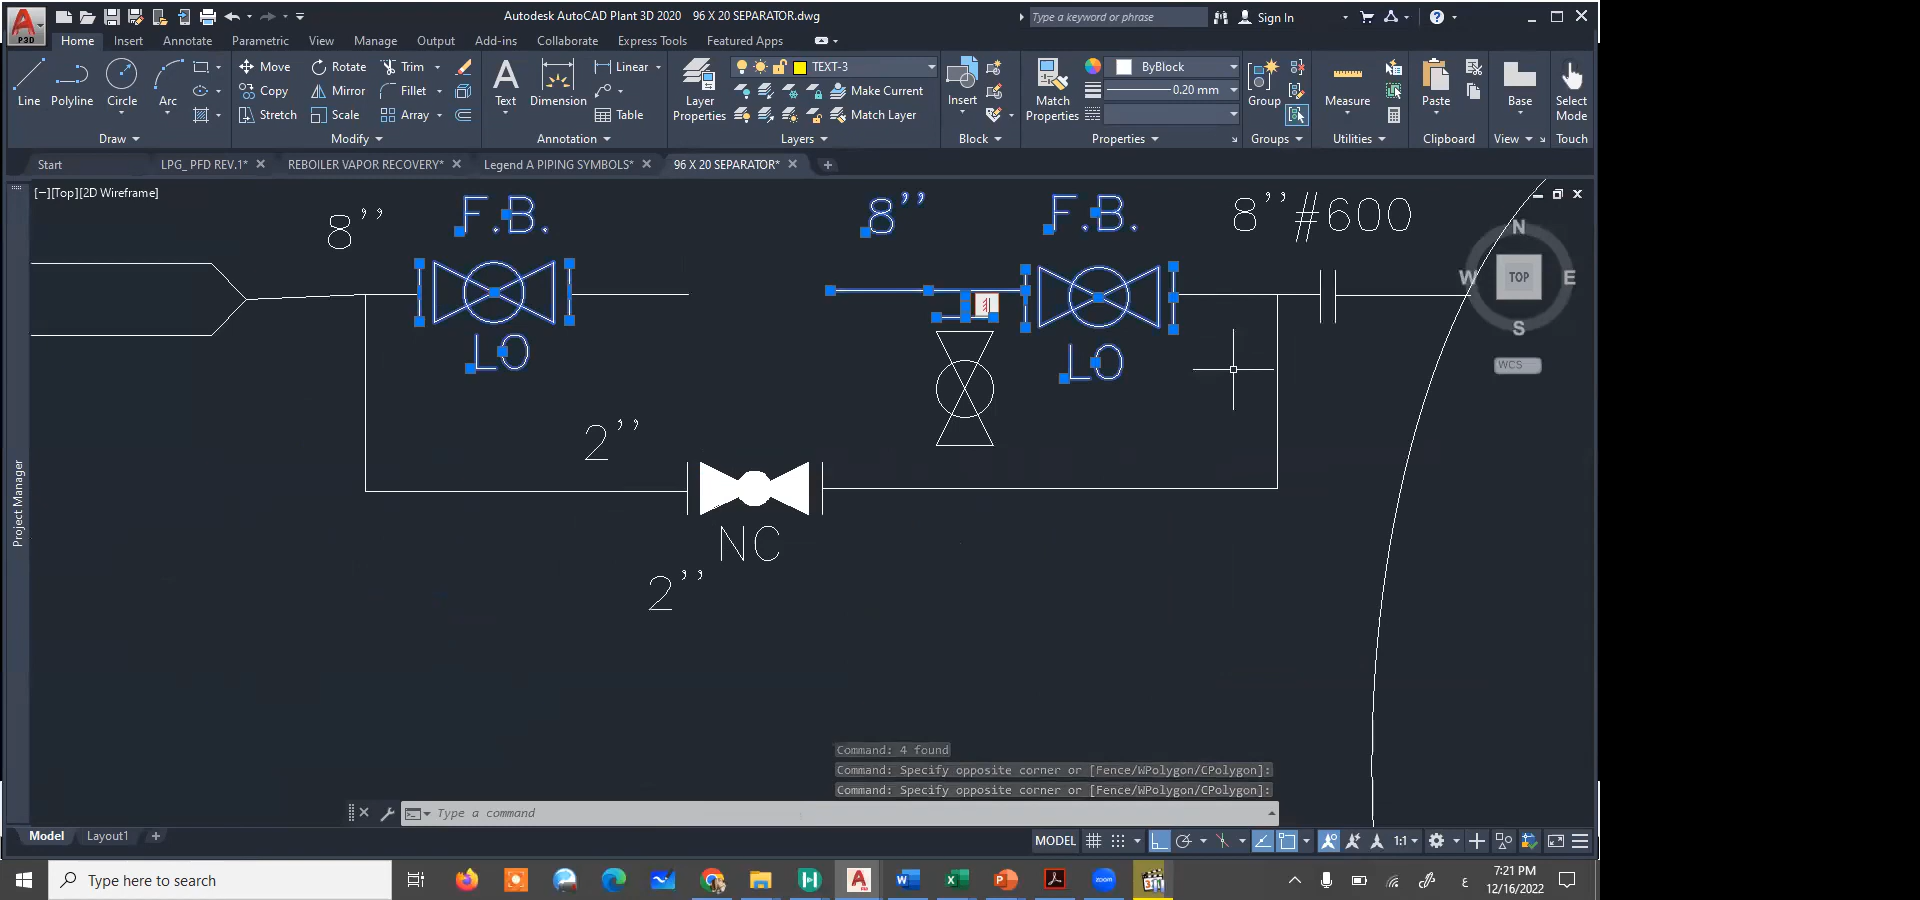 Autodesk AutoCAD Plant 3D 2020 96 X 20 SEPARATOR.dwg
Type a keyword or phrase
Sign In
P3D
Home Insert Annotate Parametric View Manage Output Add-ins Collaborate Express Tools Featured Apps
Line Polyline Circle Arc
Move Rotate Trim
Copy Mirror Fillet
Stretch Scale Array
Text Dimension
Linear
Table
Layer Properties
TEXT-3
Make Current
Match Layer
Insert
Match Properties
ByBlock
0.20 mm
Group
Measure
Paste
Base
Select Mode
Draw Modify Annotation Layers Block Properties Groups Utilities Clipboard View Touch
Start LPG_ PFD REV.1* REBOILER VAPOR RECOVERY* Legend A PIPING SYMBOLS* 96 X 20 SEPARATOR*
[−][Top][2D Wireframe]
8’’ F.B. 8’’ F.B. 8’’#600
N
W TOP E
S
WCS
LO LO
2’’
NC
2’’
Project Manager
Command: 4 found
Command: Specify opposite corner or [Fence/WPolygon/CPolygon]:
Command: Specify opposite corner or [Fence/WPolygon/CPolygon]:
Type a command
Model Layout1
MODEL 1:1
Type here to search
ع
7:21 PM
12/16/2022